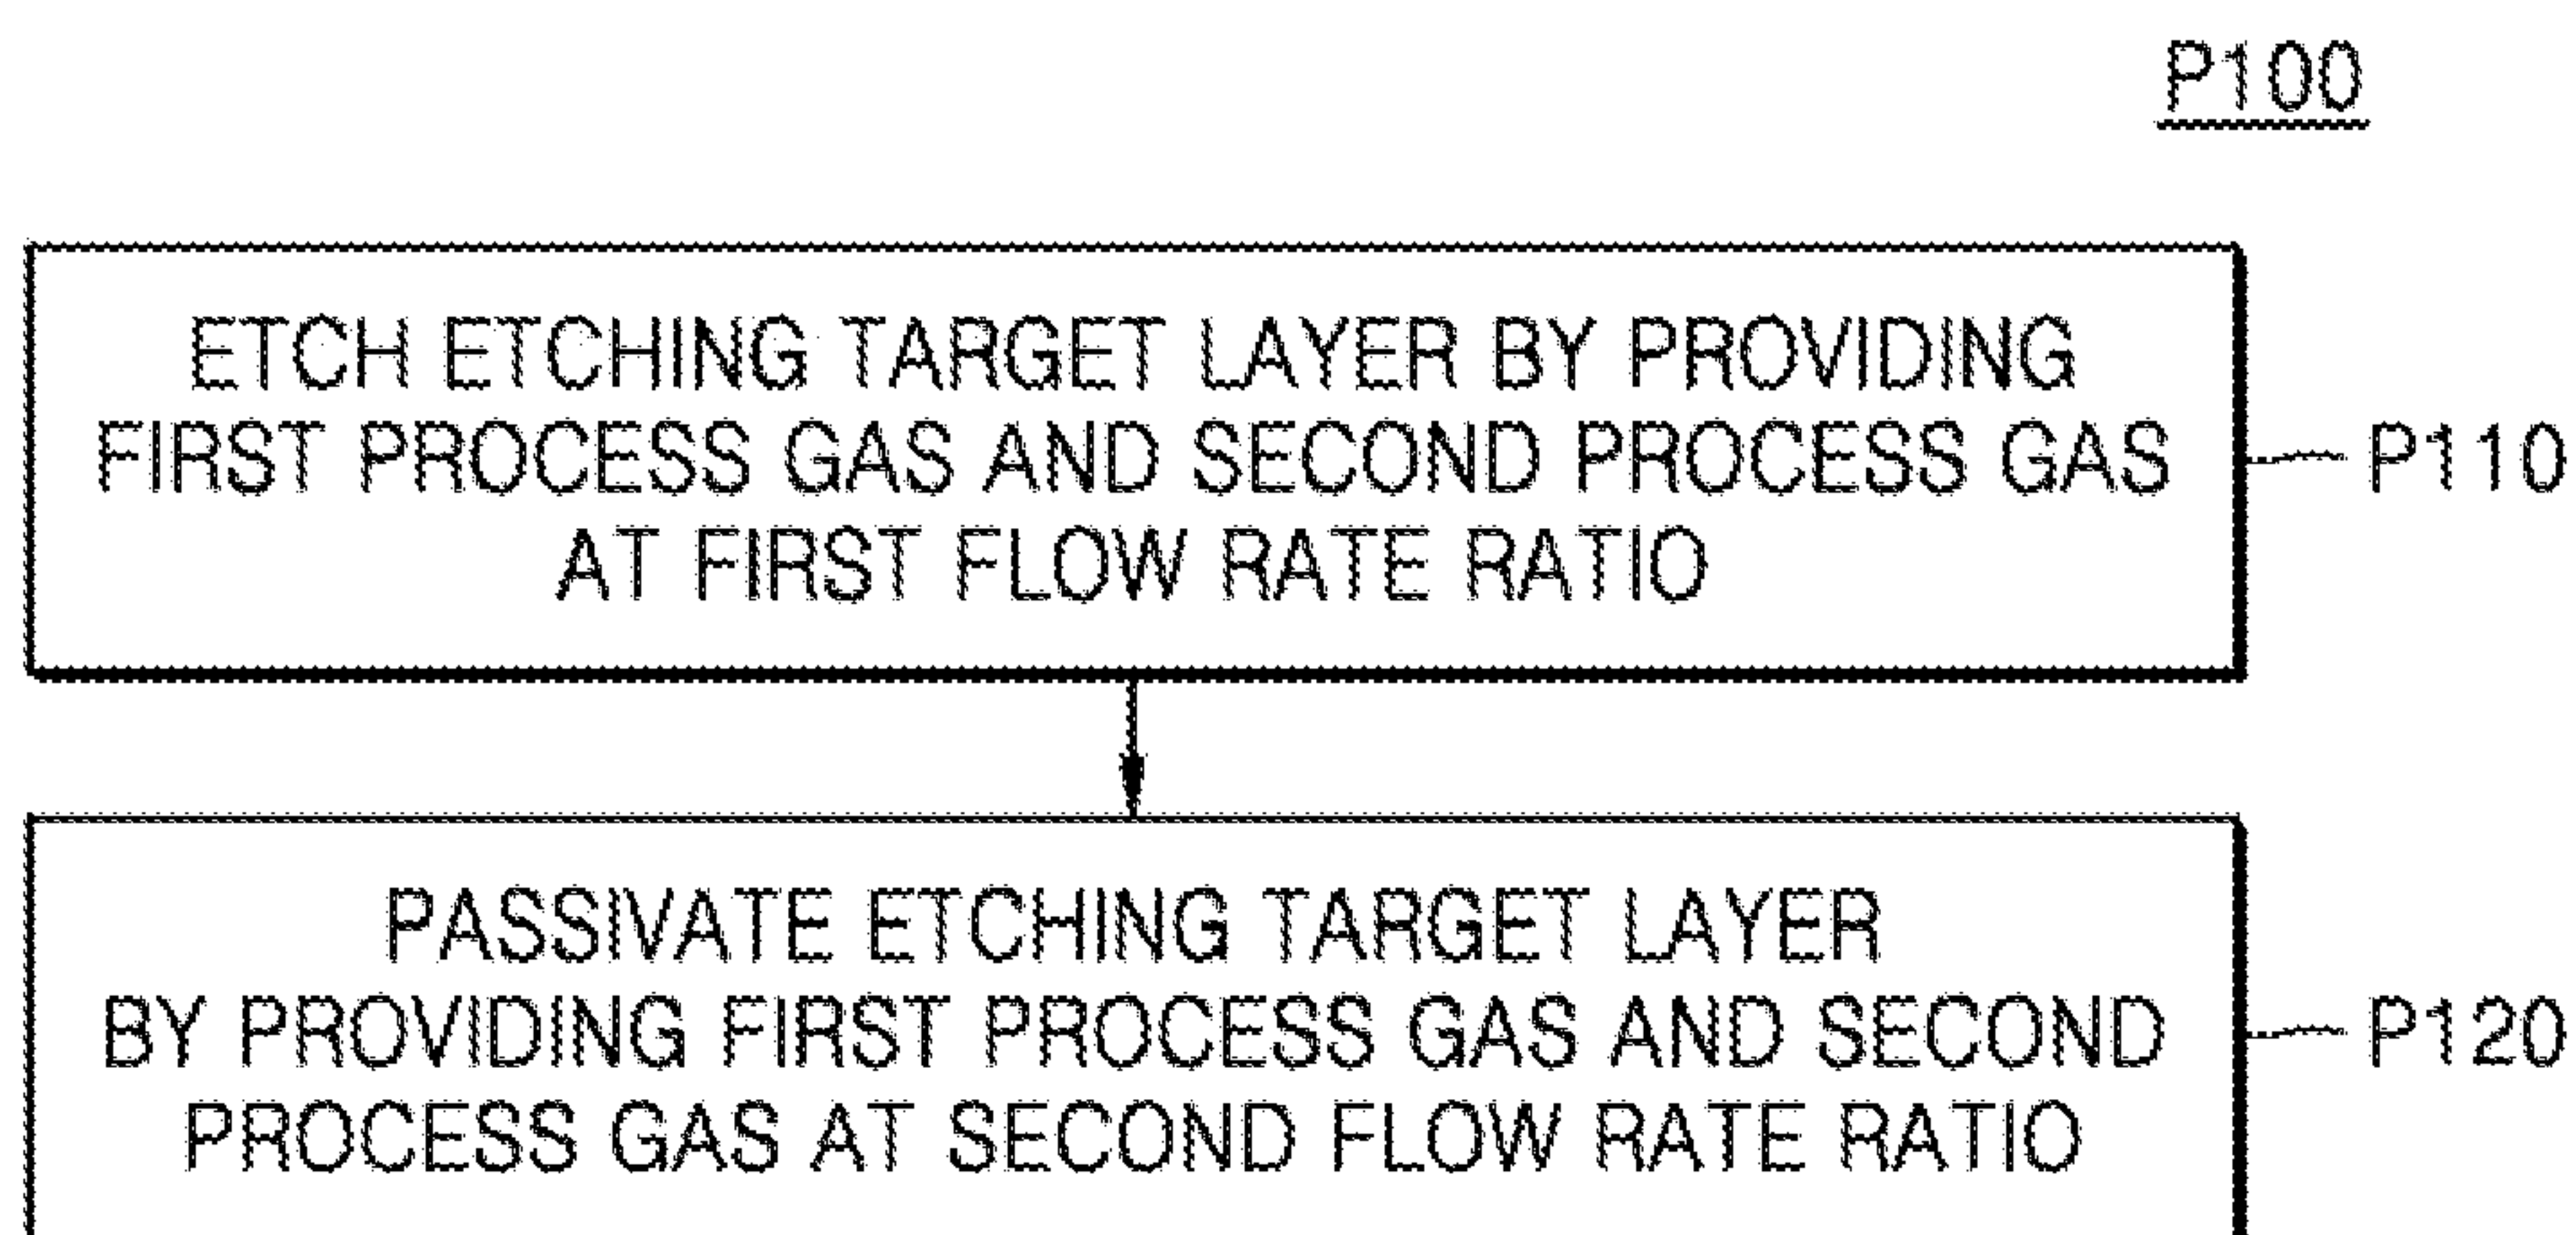 P100
ETCH ETCHING TARGET LAYER BY PROVIDING
FIRST PROCESS GAS AND SECOND PROCESS GAS
AT FIRST FLOW RATE RATIO
P110
PASSIVATE ETCHING TARGET LAYER
BY PROVIDING FIRST PROCESS GAS AND SECOND
PROCESS GAS AT SECOND FLOW RATE RATIO
P120